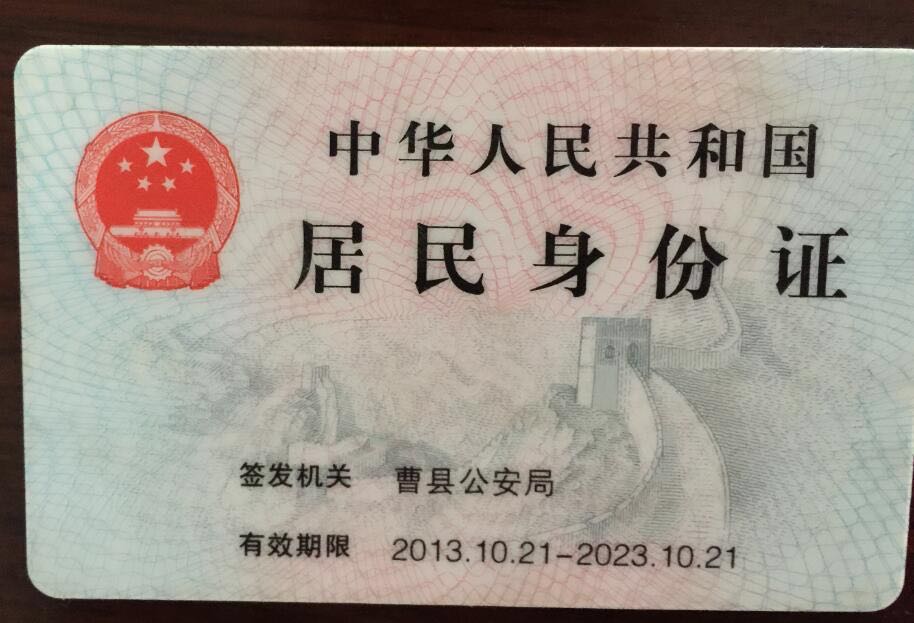 中华人民共和国
居民身份证
签发机关 曹县公安局
有效期限 2013.10.21-2023.10.21